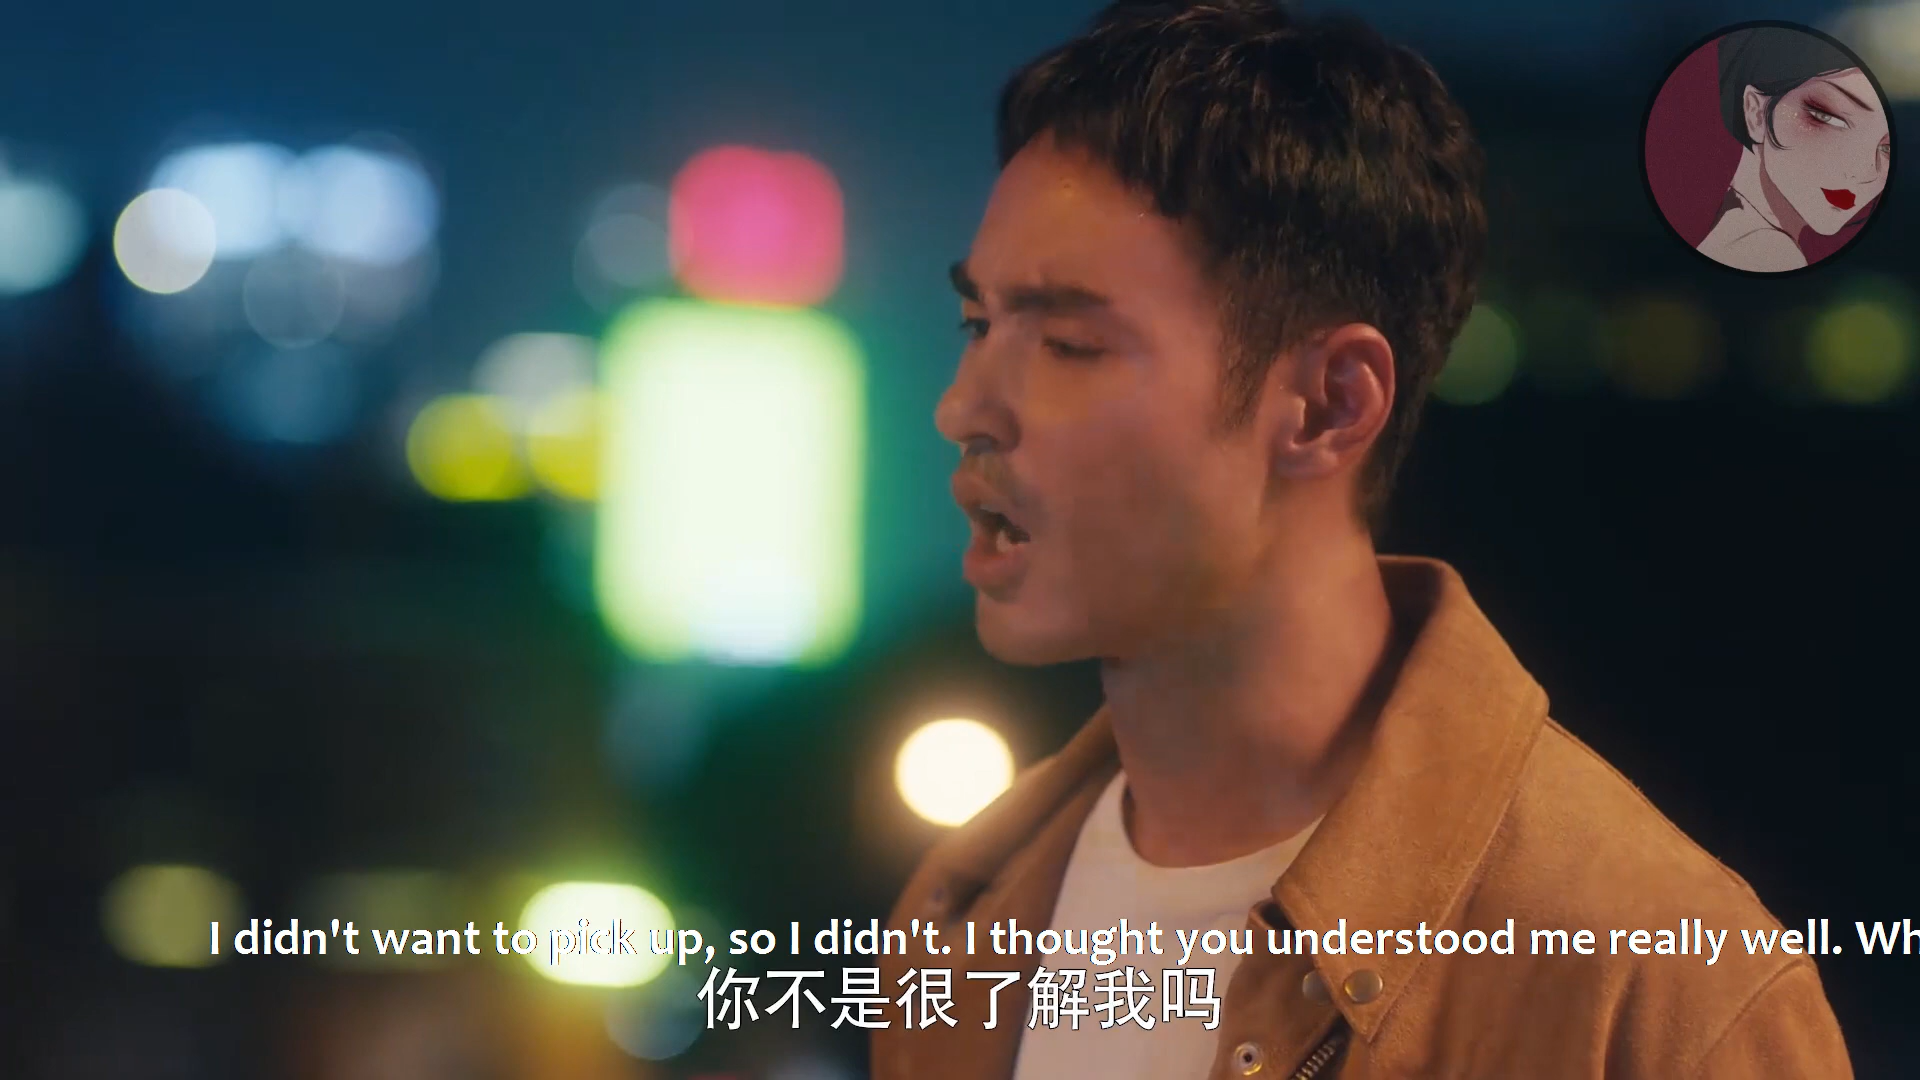 I didn't want to pick up, so I didn't. I thought you understood me really well. Wh
你不是很了解我吗